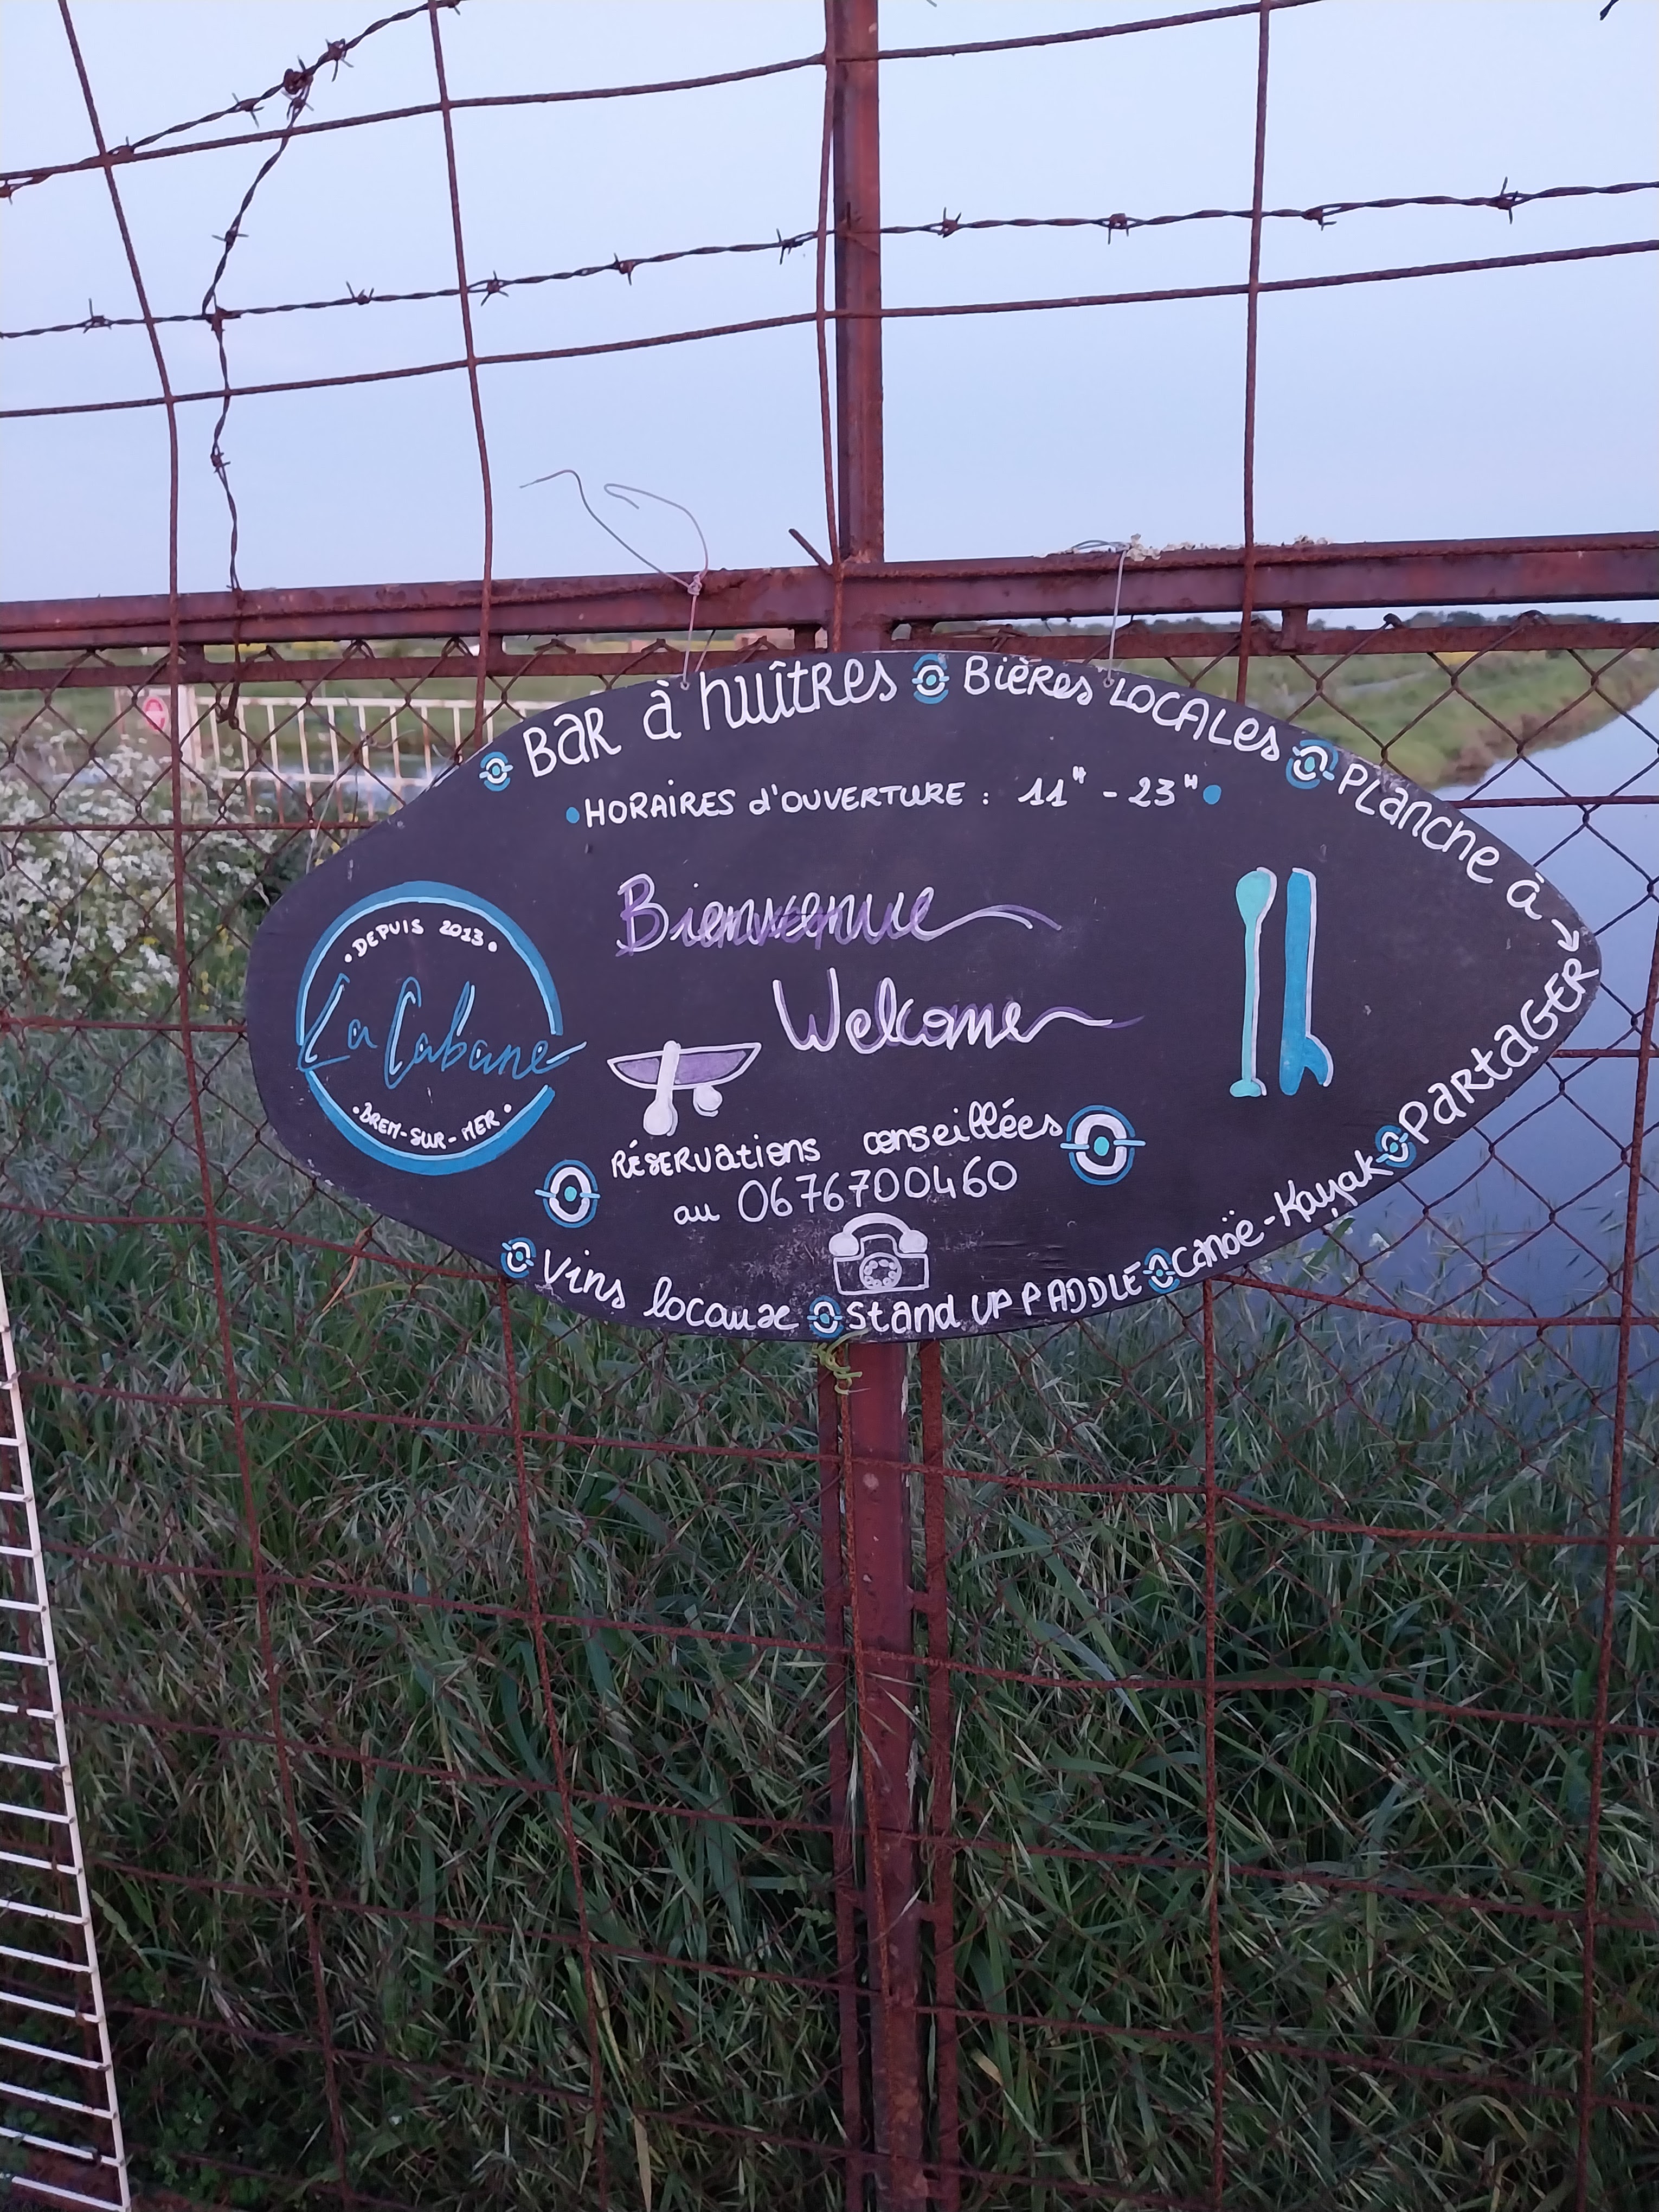 Bar à huîtres Bières locales Planche à partager
• HORAIRES d'OUVERTURE : 11H - 23H •
Bienvenue
Welcome
• DEPUIS 2013 •
La Cabane
• BREM-SUR-MER •
RÉSERVations conseillées
au 0676700460
Vins locaux Stand UP PADDLE Canoë-Kayak